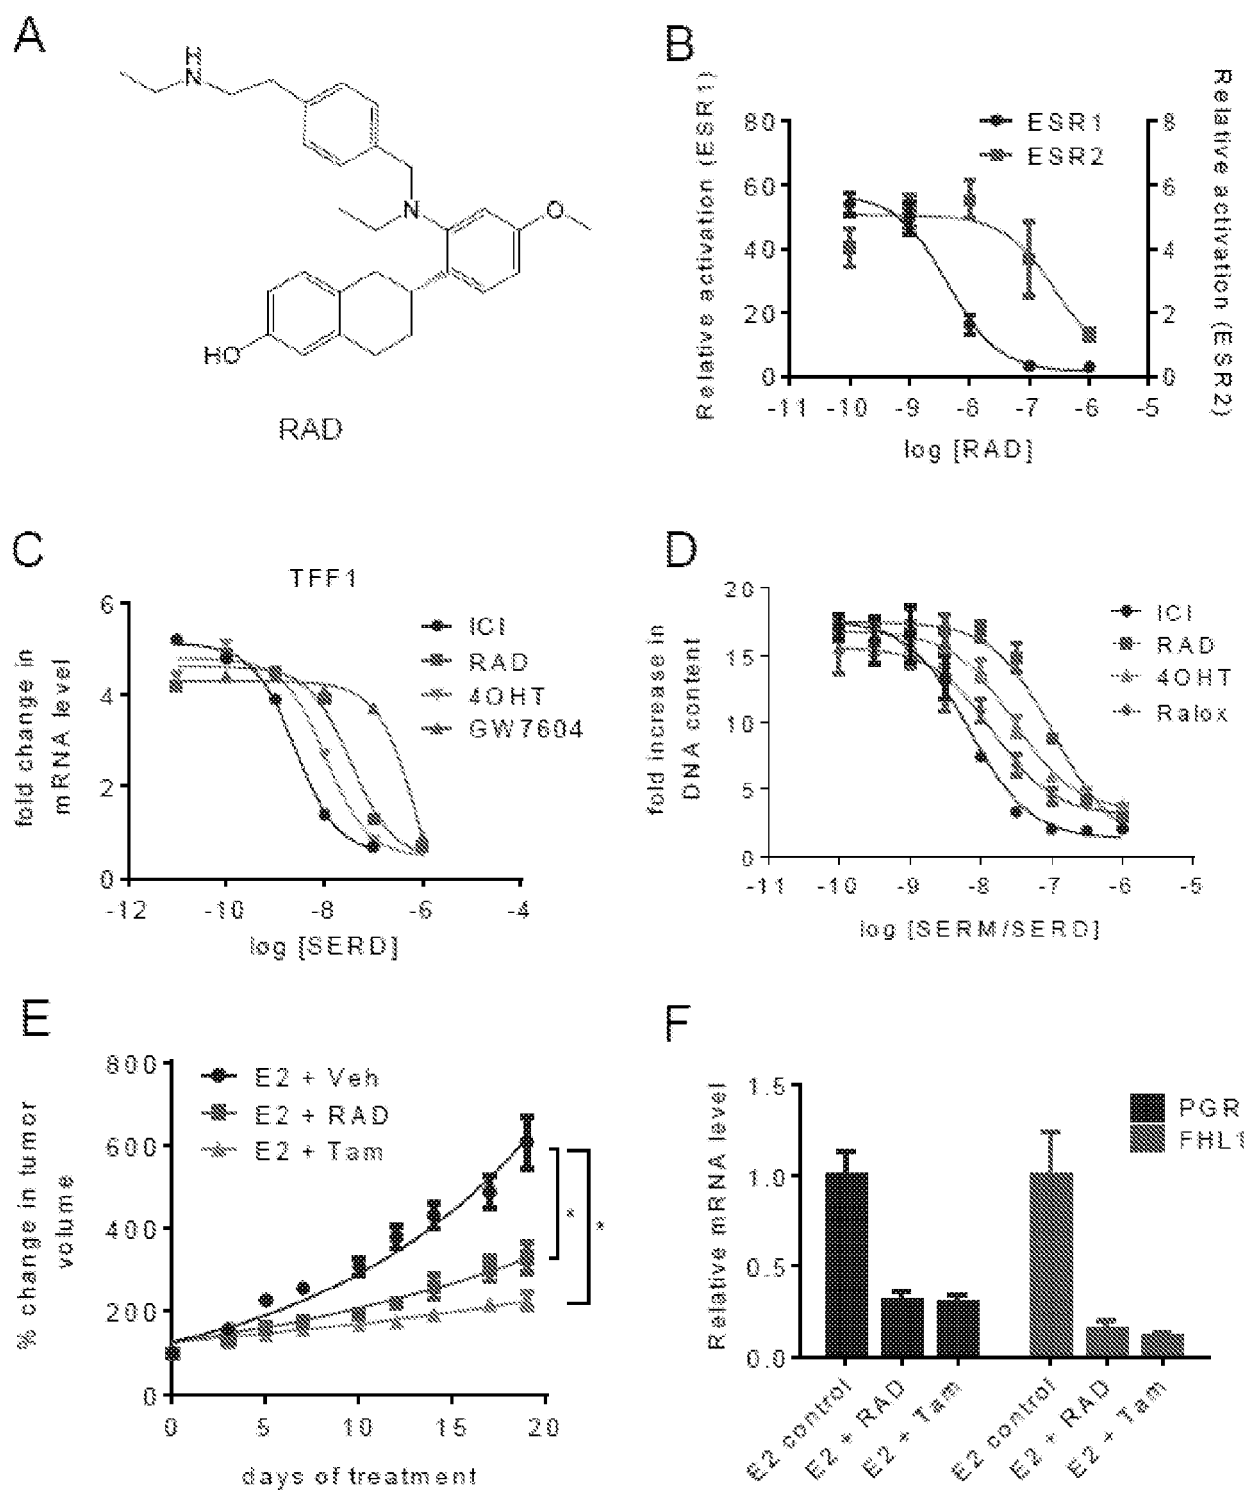 A
H
N
N
O
HO
RAD
B
Relative activation (ESR1)
Relative activation (ESR2)
ESR1
ESR2
80
60
40
20
0
8
6
4
2
0
-11 -10 -9 -8 -7 -6 -5
log [RAD]
C
TFF1
fold change in
mRNA level
6
4
2
0
ICI
RAD
4OHT
GW7604
-12 -10 -8 -6 -4
log [SERD]
D
fold increase in
DNA content
20
15
10
5
0
ICI
RAD
4OHT
Ralox
-11 -10 -9 -8 -7 -6 -5
log [SERM/SERD]
E
% change in tumor
volume
800
600
400
200
0
E2 + Veh
E2 + RAD
E2 + Tam
*
*
0 5 10 15 20
days of treatment
F
Relative mRNA level
1.5
1.0
0.5
0.0
PGR
FHL1
E2 control
E2 + RAD
E2 + Tam
E2 control
E2 + RAD
E2 + Tam